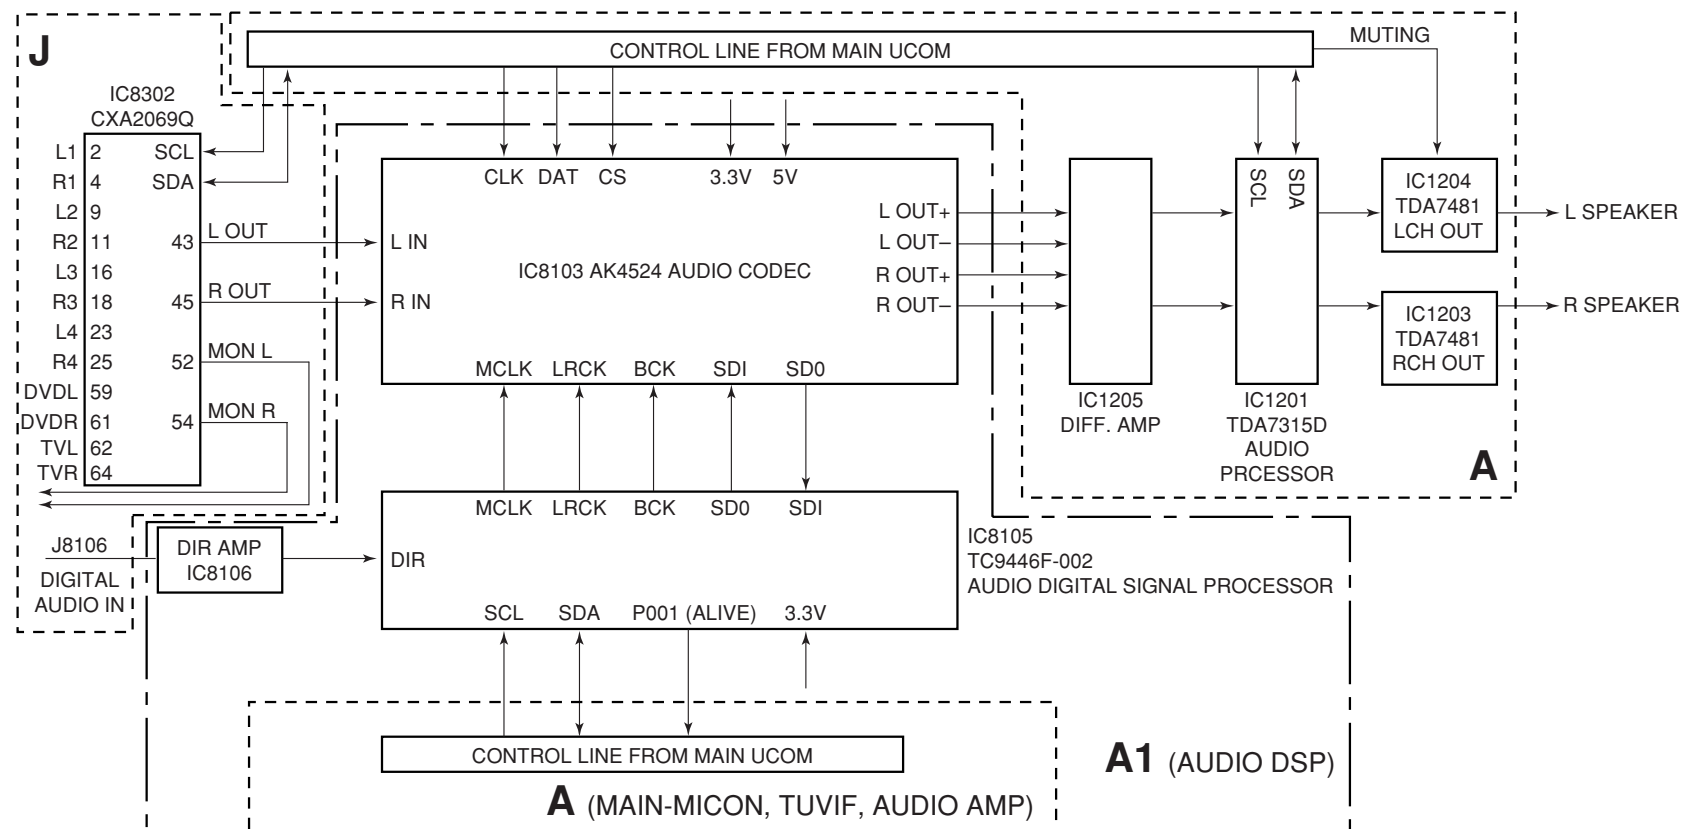 J
CONTROL LINE FROM MAIN UCOM
MUTING
IC8302
CXA2069Q
L1 2 SCL
R1 4 SDA
L2 9
R2 11 43 L OUT
L3 16
R3 18 45 R OUT
L4 23
R4 25 52 MON L
DVDL 59
DVDR 61 54 MON R
TVL 62
TVR 64
CLK DAT CS 3.3V 5V
L IN
R IN
IC8103 AK4524 AUDIO CODEC
L OUT+
L OUT–
R OUT+
R OUT–
MCLK LRCK BCK SDI SD0
IC1205
DIFF. AMP
SCL
SDA
IC1201
TDA7315D
AUDIO
PRCESSOR
IC1204
TDA7481
LCH OUT
L SPEAKER
IC1203
TDA7481
RCH OUT
R SPEAKER
A
MCLK LRCK BCK SD0 SDI
J8106
DIGITAL
AUDIO IN
DIR AMP
IC8106
DIR
IC8105
TC9446F-002
AUDIO DIGITAL SIGNAL PROCESSOR
SCL SDA P001 (ALIVE) 3.3V
CONTROL LINE FROM MAIN UCOM
A (MAIN-MICON, TUVIF, AUDIO AMP)
A1 (AUDIO DSP)